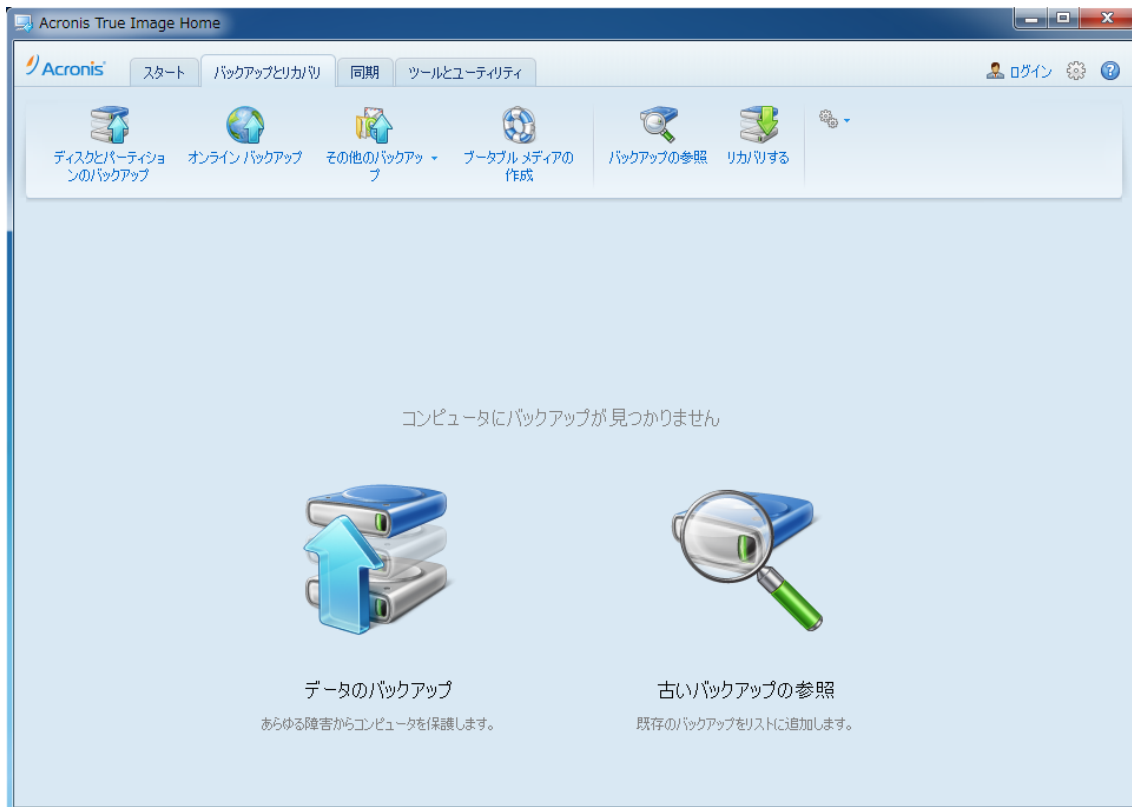 Acronis True Image Home
Acronis
スタート
バックアップとリカバリ
同期
ツールとユーティリティ
ログイン
ディスクとパーティショ
ンのバックアップ
オンライン バックアップ
その他のバックアッ
プ
ブータブル メディアの
作成
バックアップの参照
リカバリする
コンピュータにバックアップが見つかりません
データのバックアップ
あらゆる障害からコンピュータを保護します。
古いバックアップの参照
既存のバックアップをリストに追加します。